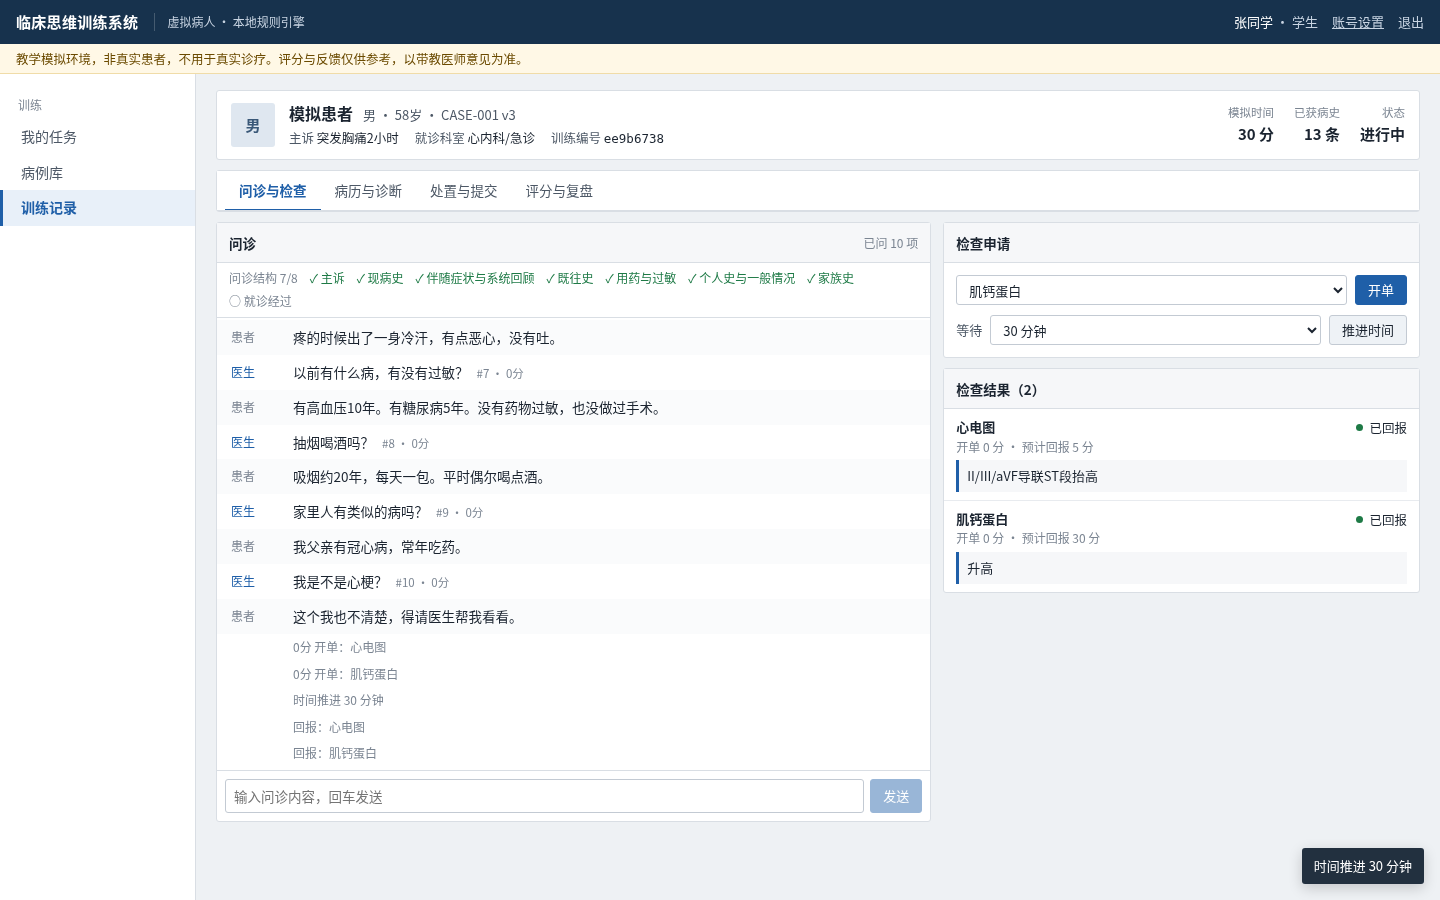 临床思维训练系统 虚拟病人 · 本地规则引擎 张同学 · 学生 账号设置 退出
教学模拟环境，非真实患者，不用于真实诊疗。评分与反馈仅供参考，以带教医师意见为准。
训练
我的任务
病例库
训练记录
男
模拟患者 男 · 58岁 · CASE-001 v3
主诉 突发胸痛2小时 就诊科室 心内科/急诊 训练编号 ee9b6738
模拟时间 已获病史 状态
30 分 13 条 进行中
问诊与检查 病历与诊断 处置与提交 评分与复盘
问诊 已问 10 项
问诊结构 7/8 ✓主诉 ✓现病史 ✓伴随症状与系统回顾 ✓既往史 ✓用药与过敏 ✓个人史与一般情况 ✓家族史
〇 就诊经过
患者 疼的时候出了一身冷汗，有点恶心，没有吐。
医生 以前有什么病，有没有过敏？ #7 · 0分
患者 有高血压10年。有糖尿病5年。没有药物过敏，也没做过手术。
医生 抽烟喝酒吗？ #8 · 0分
患者 吸烟约20年，每天一包。平时偶尔喝点酒。
医生 家里人有类似的病吗？ #9 · 0分
患者 我父亲有冠心病，常年吃药。
医生 我是不是心梗？ #10 · 0分
患者 这个我也不清楚，得请医生帮我看看。
0分 开单：心电图
0分 开单：肌钙蛋白
时间推进 30 分钟
回报：心电图
回报：肌钙蛋白
输入问诊内容，回车发送 发送
检查申请
肌钙蛋白 开单
等待 30 分钟 推进时间
检查结果（2）
心电图 已回报
开单 0 分 · 预计回报 5 分
II/III/aVF导联ST段抬高
肌钙蛋白 已回报
开单 0 分 · 预计回报 30 分
升高
时间推进 30 分钟